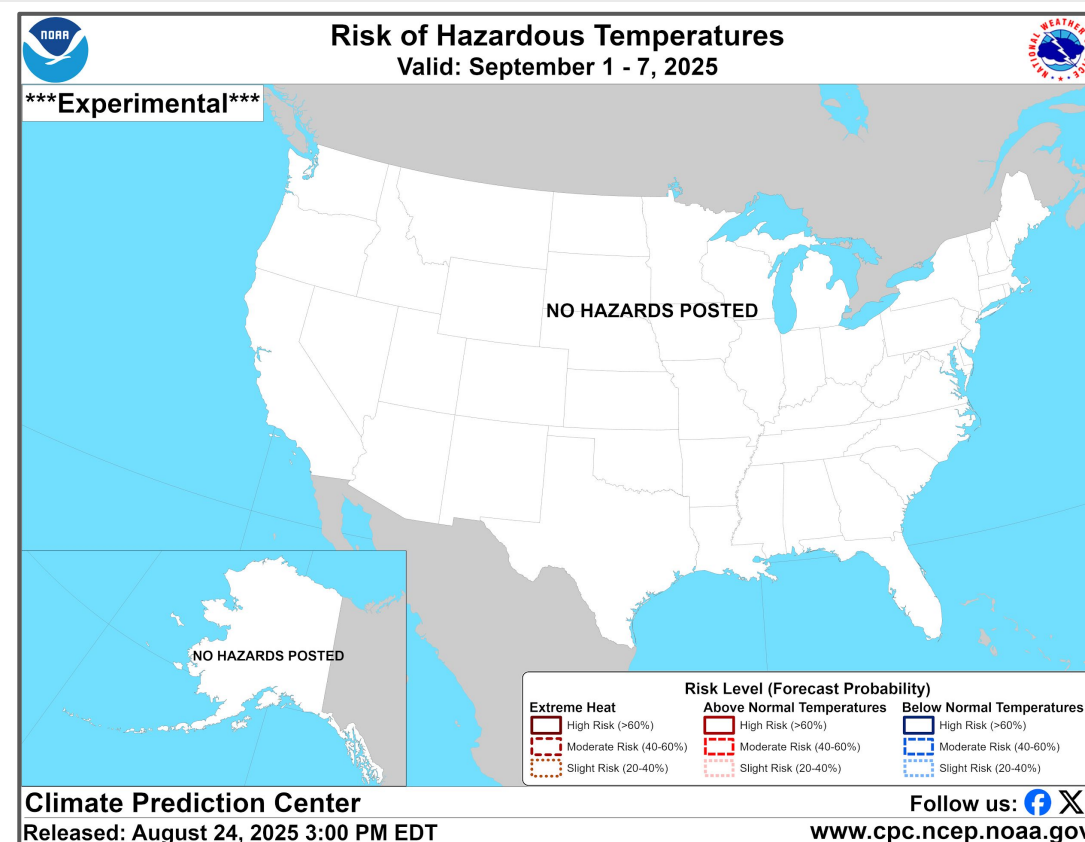 NOAA
Risk of Hazardous Temperatures
Valid: September 1 - 7, 2025
***Experimental***
NO HAZARDS POSTED
NO HAZARDS POSTED
Risk Level (Forecast Probability)
Extreme Heat
High Risk (>60%)
Moderate Risk (40-60%)
Slight Risk (20-40%)
Above Normal Temperatures
High Risk (>60%)
Moderate Risk (40-60%)
Slight Risk (20-40%)
Below Normal Temperatures
High Risk (>60%)
Moderate Risk (40-60%)
Slight Risk (20-40%)
Climate Prediction Center
Follow us:
Released: August 24, 2025 3:00 PM EDT
www.cpc.ncep.noaa.gov